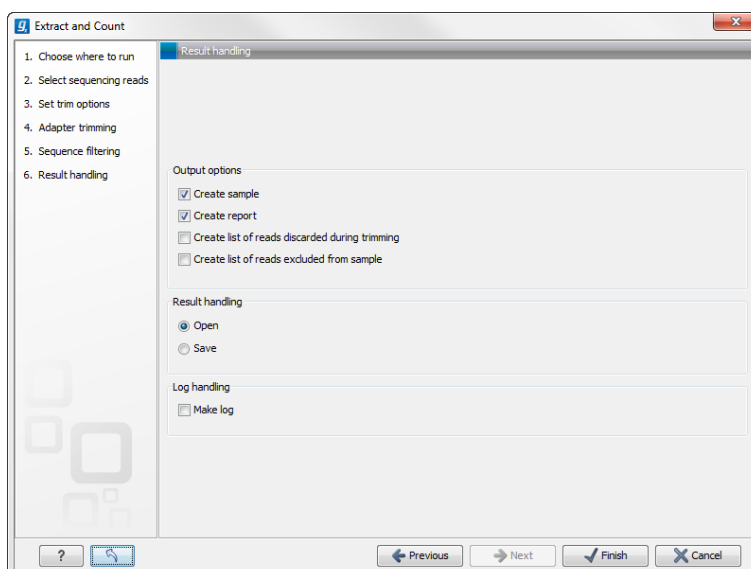 Extract and Count
1. Choose where to run
2. Select sequencing reads
3. Set trim options
4. Adapter trimming
5. Sequence filtering
6. Result handling
Result handling
Output options
Create sample
Create report
Create list of reads discarded during trimming
Create list of reads excluded from sample
Result handling
Open
Save
Log handling
Make log
?
Previous
Next
Finish
Cancel